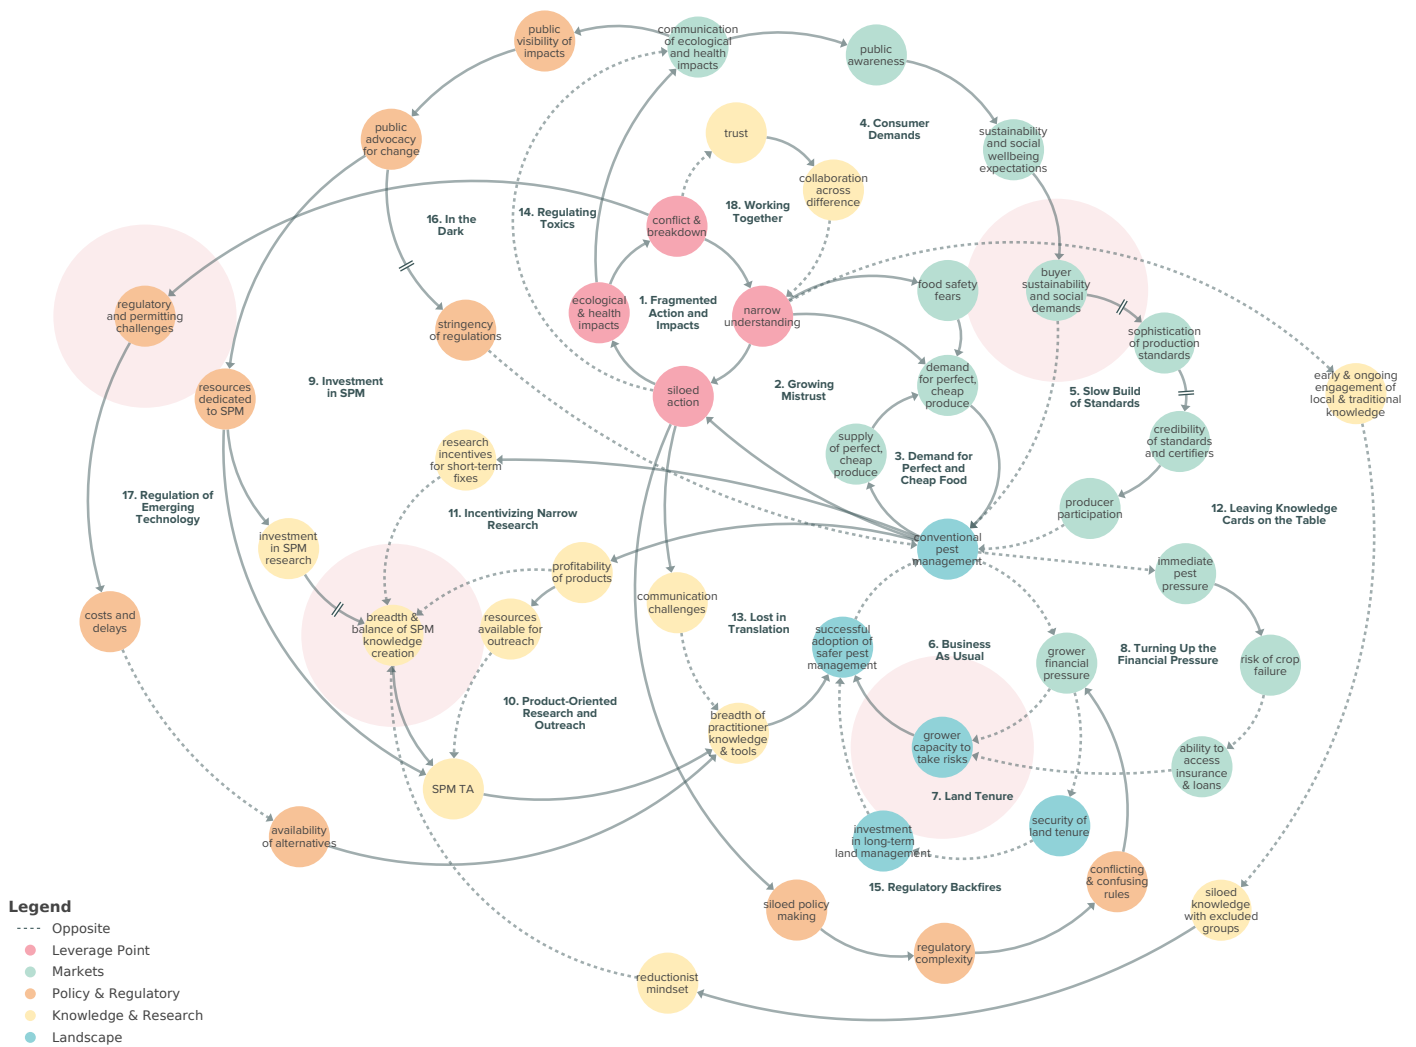 public
visibility of
impacts
communication
of ecological
and health
impacts
public
awareness
public
advocacy
for change
trust
4. Consumer
Demands
sustainability
and social
wellbeing
expectations
collaboration
across
difference
16. In the
Dark
14. Regulating
Toxics
conflict &
breakdown
18. Working
Together
regulatory
and permitting
challenges
stringency
of regulations
ecological
& health
impacts
1. Fragmented
Action and
Impacts
narrow
understanding
food safety
fears
buyer
sustainability
and social
demands
sophistication
of production
standards
resources
dedicated
to SPM
9. Investment
in SPM
siloed
action
2. Growing
Mistrust
demand
for perfect,
cheap
produce
5. Slow Build
of Standards
early & ongoing
engagement of
local & traditional
knowledge
research
incentives
for short-term
fixes
supply
of perfect,
cheap
produce
3. Demand for
Perfect and
Cheap Food
credibility
of standards
and certifiers
17. Regulation of
Emerging
Technology
11. Incentivizing Narrow
Research
producer
participation
12. Leaving Knowledge
Cards on the Table
investment
in SPM
research
profitability
of products
conventional
pest
management
immediate
pest
pressure
costs and
delays
breadth &
balance of SPM
knowledge
creation
resources
available for
outreach
communication
challenges
13. Lost in
Translation
successful
adoption of
safer pest
management
6. Business
As Usual
grower
financial
pressure
8. Turning Up the
Financial Pressure
risk of crop
failure
10. Product-Oriented
Research and
Outreach
breadth of
practitioner
knowledge
& tools
grower
capacity to
take risks
ability to
access
insurance
& loans
SPM TA
7. Land Tenure
availability
of alternatives
investment
in long-term
land management
security of
land tenure
15. Regulatory Backfires
conflicting
& confusing
rules
siloed policy
making
siloed
knowledge
with excluded
groups
regulatory
complexity
reductionist
mindset
Legend
Opposite
Leverage Point
Markets
Policy & Regulatory
Knowledge & Research
Landscape